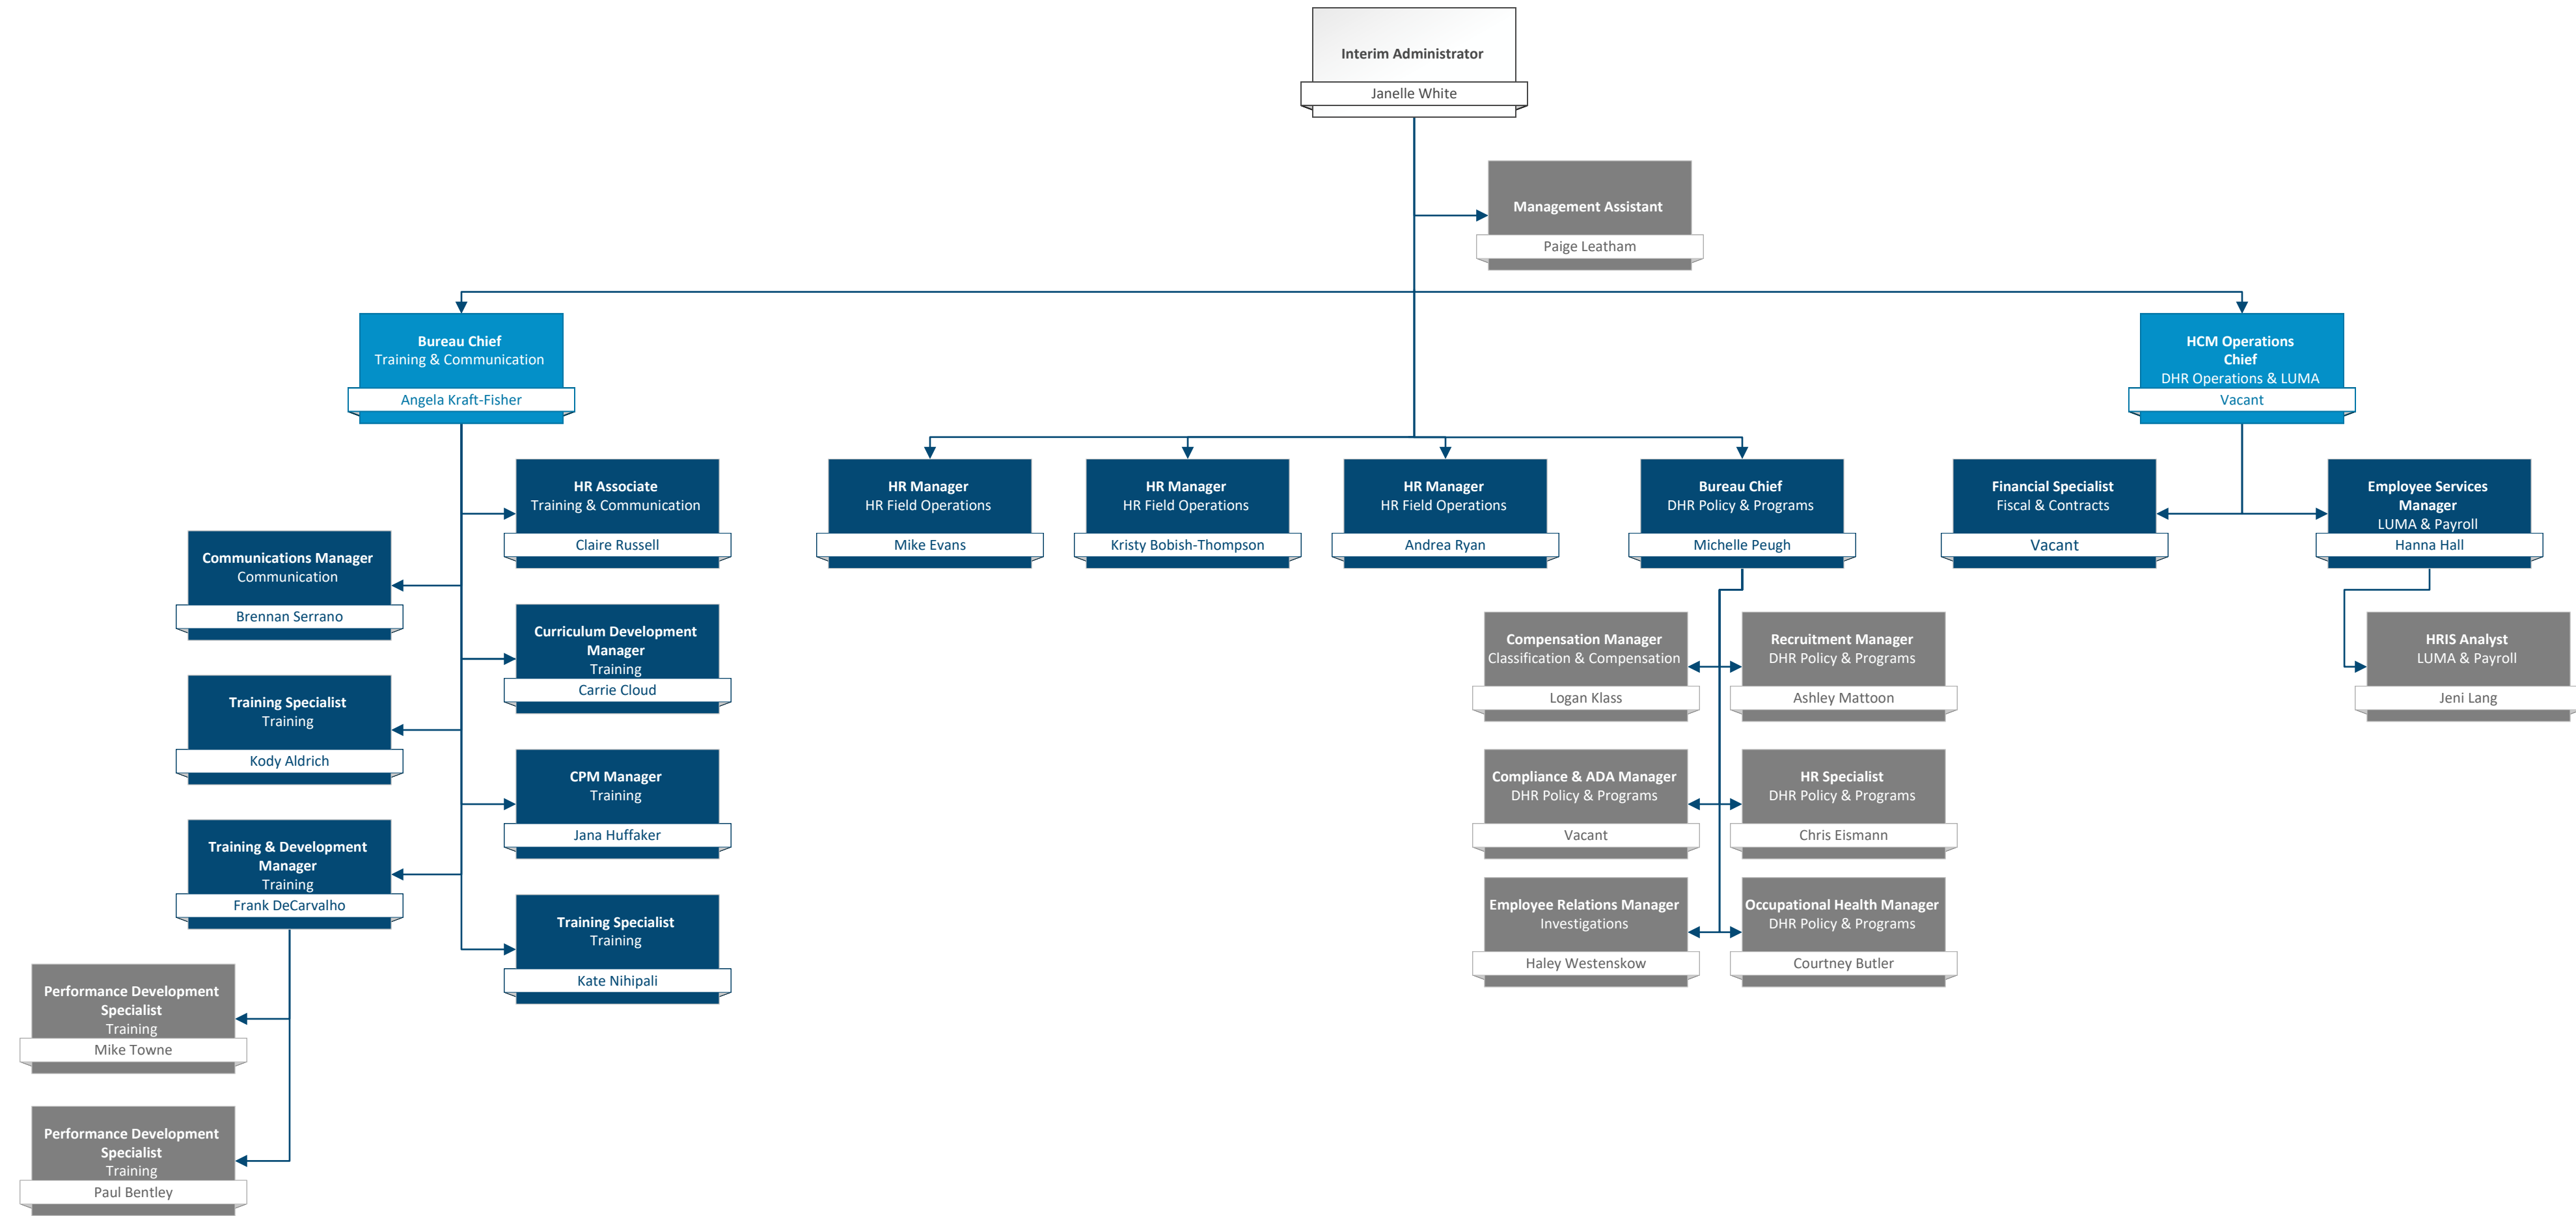 Interim Administrator
Janelle White
Management Assistant
Paige Leatham
Bureau Chief
Training & Communication
Angela Kraft-Fisher
HCM Operations
Chief
DHR Operations & LUMA
Vacant
HR Associate
Training & Communication
Claire Russell
Communications Manager
Communication
Brennan Serrano
Curriculum Development
Manager
Training
Carrie Cloud
Training Specialist
Training
Kody Aldrich
CPM Manager
Training
Jana Huffaker
Training & Development
Manager
Training
Frank DeCarvalho
Training Specialist
Training
Kate Nihipali
Performance Development
Specialist
Training
Mike Towne
Performance Development
Specialist
Training
Paul Bentley
HR Manager
HR Field Operations
Mike Evans
HR Manager
HR Field Operations
Kristy Bobish-Thompson
HR Manager
HR Field Operations
Andrea Ryan
Bureau Chief
DHR Policy & Programs
Michelle Peugh
Compensation Manager
Classification & Compensation
Logan Klass
Recruitment Manager
DHR Policy & Programs
Ashley Mattoon
Compliance & ADA Manager
DHR Policy & Programs
Vacant
HR Specialist
DHR Policy & Programs
Chris Eismann
Employee Relations Manager
Investigations
Haley Westenskow
Occupational Health Manager
DHR Policy & Programs
Courtney Butler
Financial Specialist
Fiscal & Contracts
Vacant
Employee Services
Manager
LUMA & Payroll
Hanna Hall
HRIS Analyst
LUMA & Payroll
Jeni Lang